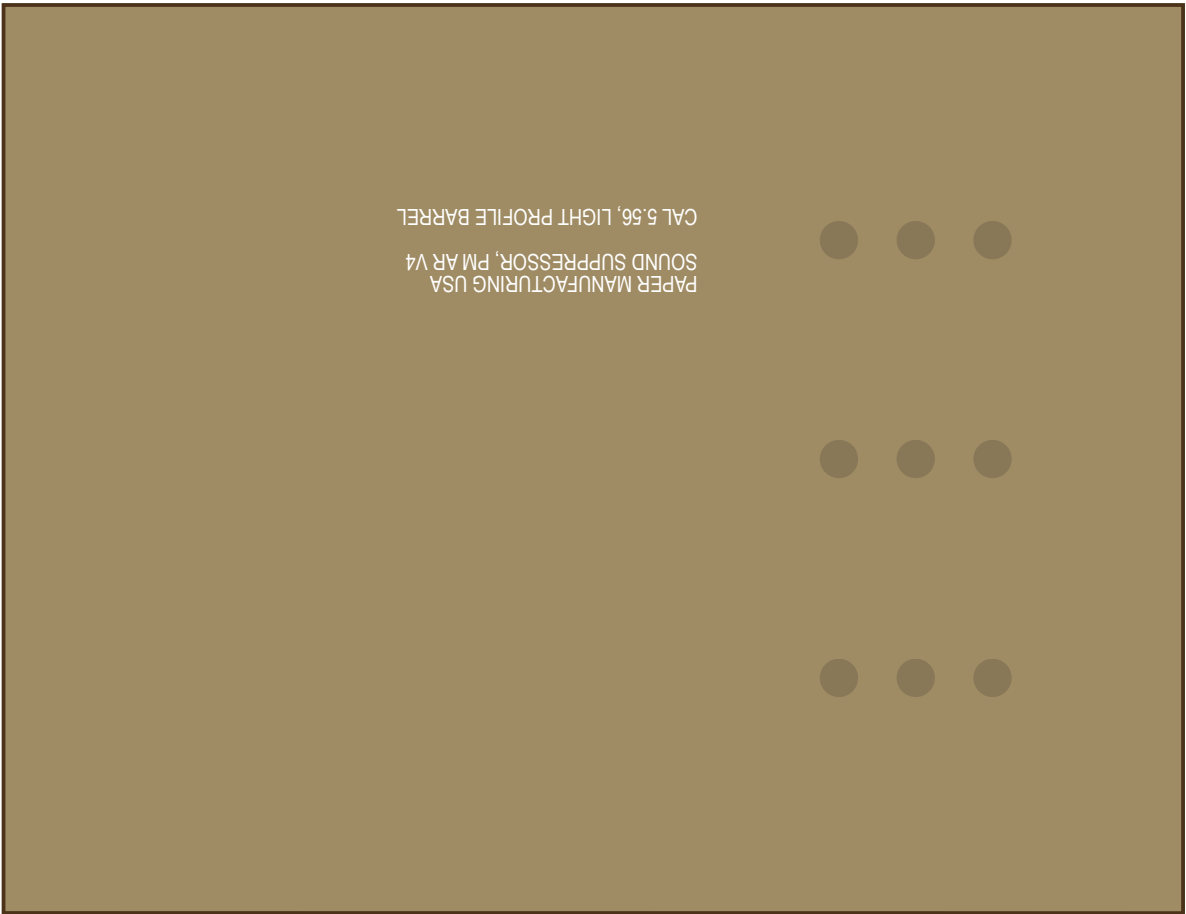 PAPER MANUFACTURING USA
SOUND SUPPRESSOR, PM AR V4
CAL 5.56, LIGHT PROFILE BARREL